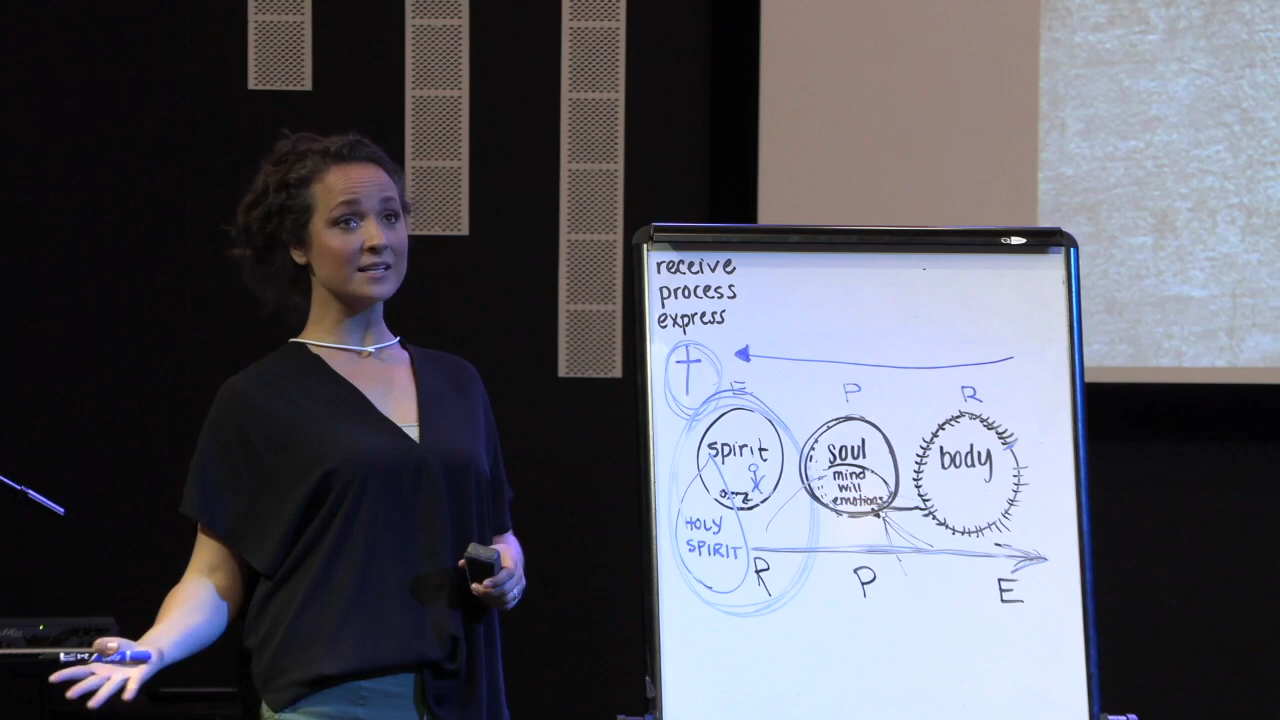 receive
process
express
E P R
spirit
soul
mind
will
emotions
body
HOLY
SPIRIT
R P E